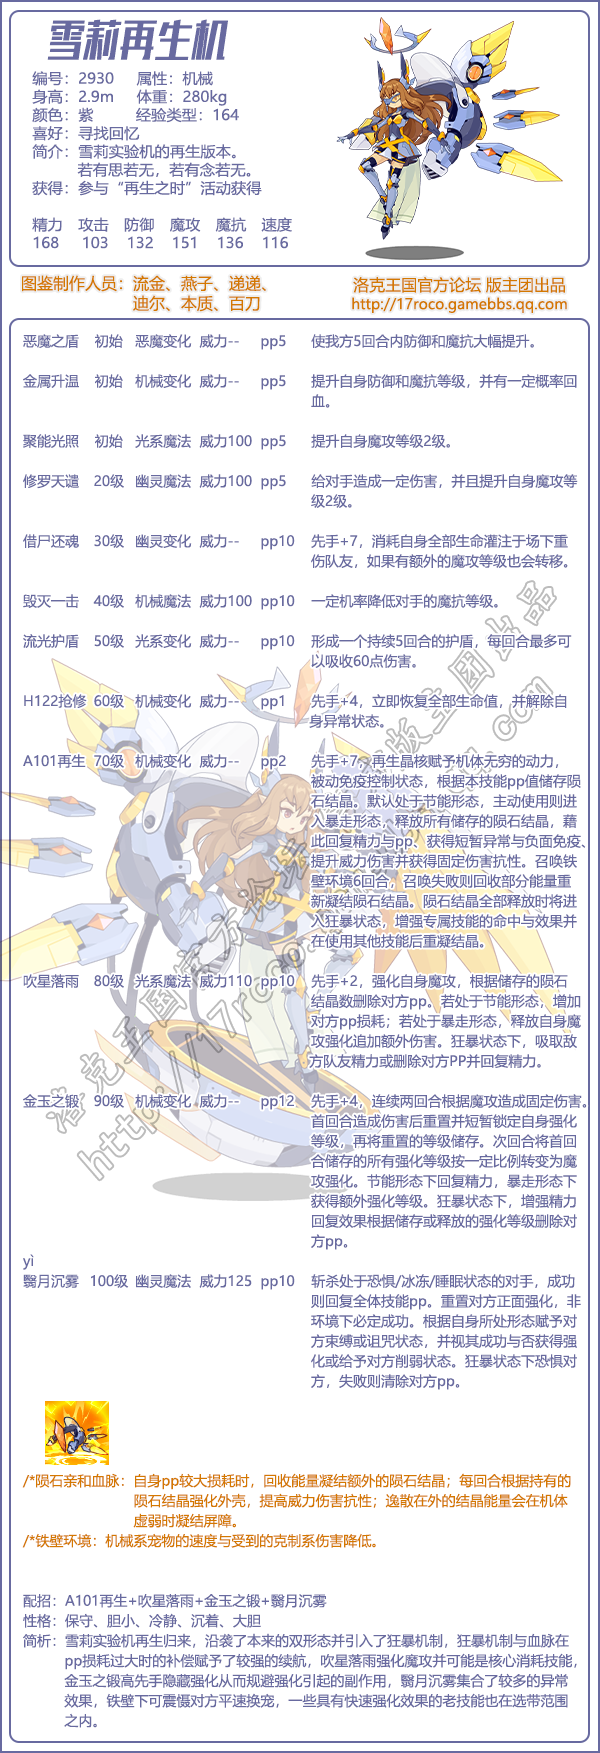 雪莉再生机
编号：2930 属性：机械
身高：2.9m 体重：280kg
颜色：紫 经验类型：164
喜好：寻找回忆
简介：雪莉实验机的再生版本。
若有思若无，若有念若无。
获得：参与“再生之时”活动获得
精力 攻击 防御 魔攻 魔抗 速度
168 103 132 151 136 116
图鉴制作人员：流金、燕子、递递、
迪尔、本质、百刀
洛克王国官方论坛 版主团出品
http://17roco.gamebbs.qq.com
恶魔之盾 初始 恶魔变化 威力-- pp5 使我方5回合内防御和魔抗大幅提升。
金属升温 初始 机械变化 威力-- pp5 提升自身防御和魔抗等级，并有一定概率回
血。
聚能光照 初始 光系魔法 威力100 pp5 提升自身魔攻等级2级。
修罗天谴 20级 幽灵魔法 威力100 pp5 给对手造成一定伤害，并且提升自身魔攻等
级2级。
借尸还魂 30级 幽灵变化 威力-- pp10 先手+7，消耗自身全部生命灌注于场下重
伤队友，如果有额外的魔攻等级也会转移。
毁灭一击 40级 机械魔法 威力100 pp10 一定机率降低对手的魔抗等级。
流光护盾 50级 光系变化 威力-- pp10 形成一个持续5回合的护盾，每回合最多可
以吸收60点伤害。
H122抢修 60级 机械变化 威力-- pp1 先手+4，立即恢复全部生命值，并解除自
身异常状态。
A101再生 70级 机械变化 威力-- pp2 先手+7，再生晶核赋予机体无穷的动力，
被动免疫控制状态，根据本技能pp值储存陨
石结晶。默认处于节能形态，主动使用则进
入暴走形态，释放所有储存的陨石结晶，藉
此回复精力与pp、获得短暂异常与负面免疫、
提升威力伤害并获得固定伤害抗性。召唤铁
壁环境6回合，召唤失败则回收部分能量重
新凝结陨石结晶。陨石结晶全部释放时将进
入狂暴状态，增强专属技能的命中与效果并
在使用其他技能后重凝结晶。
吹星落雨 80级 光系魔法 威力110 pp10 先手+2，强化自身魔攻，根据储存的陨石
结晶数删除对方pp。若处于节能形态，增加
对方pp损耗；若处于暴走形态，释放自身魔
攻强化追加额外伤害。狂暴状态下，吸取敌
方队友精力或删除对方PP并回复精力。
金玉之锻 90级 机械变化 威力-- pp12 先手+4，连续两回合根据魔攻造成固定伤害。
首回合造成伤害后重置并短暂锁定自身强化
等级，再将重置的等级储存。次回合将首回
合储存的所有强化等级按一定比例转变为魔
攻强化。节能形态下回复精力，暴走形态下
获得额外强化等级。狂暴状态下，增强精力
回复效果根据储存或释放的强化等级删除对
方pp。
yì
翳月沉雾 100级 幽灵魔法 威力125 pp10 斩杀处于恐惧/冰冻/睡眠状态的对手，成功
则回复全体技能pp。重置对方正面强化，非
环境下必定成功。根据自身所处形态赋予对
方束缚或诅咒状态，并视其成功与否获得强
化或给予对方削弱状态。狂暴状态下恐惧对
方，失败则清除对方pp。
/*陨石亲和血脉：自身pp较大损耗时，回收能量凝结额外的陨石结晶；每回合根据持有的
陨石结晶强化外壳，提高威力伤害抗性；逸散在外的结晶能量会在机体
虚弱时凝结屏障。
/*铁壁环境：机械系宠物的速度与受到的克制系伤害降低。
配招：A101再生+吹星落雨+金玉之锻+翳月沉雾
性格：保守、胆小、冷静、沉着、大胆
简析：雪莉实验机再生归来，沿袭了本来的双形态并引入了狂暴机制，狂暴机制与血脉在
pp损耗过大时的补偿赋予了较强的续航，吹星落雨强化魔攻并可能是核心消耗技能，
金玉之锻高先手隐藏强化从而规避强化引起的副作用，翳月沉雾集合了较多的异常
效果，铁壁下可震慑对方平速换宠，一些具有快速强化效果的老技能也在选带范围
之内。
洛克王国官方论坛 版主团出品
http://17roco.gamebbs.qq.com